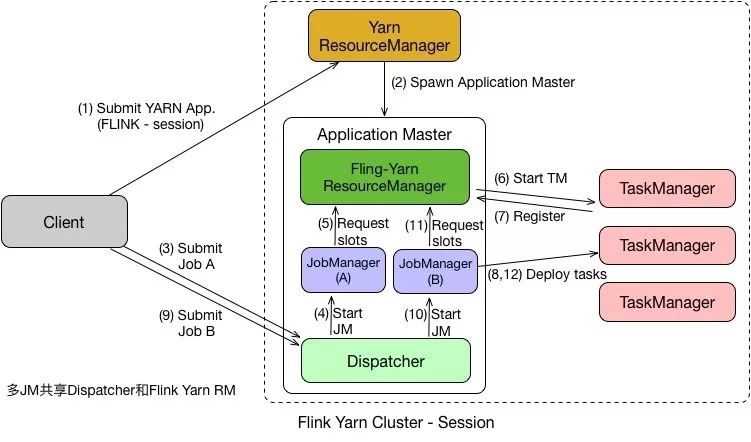 Yarn
ResourceManager
(1) Submit YARN App.
(FLINK - session)
(2) Spawn Application Master
Application Master
Fling-Yarn
ResourceManager
(6) Start TM
(7) Register
TaskManager
Client
(5) Request
slots
(11) Request
slots
TaskManager
(3) Submit
Job A
JobManager
(A)
JobManager
(B)
(8,12) Deploy tasks
TaskManager
(9) Submit
Job B
(4) Start
JM
(10) Start
JM
Dispatcher
多JM共享Dispatcher和Flink Yarn RM
Flink Yarn Cluster - Session